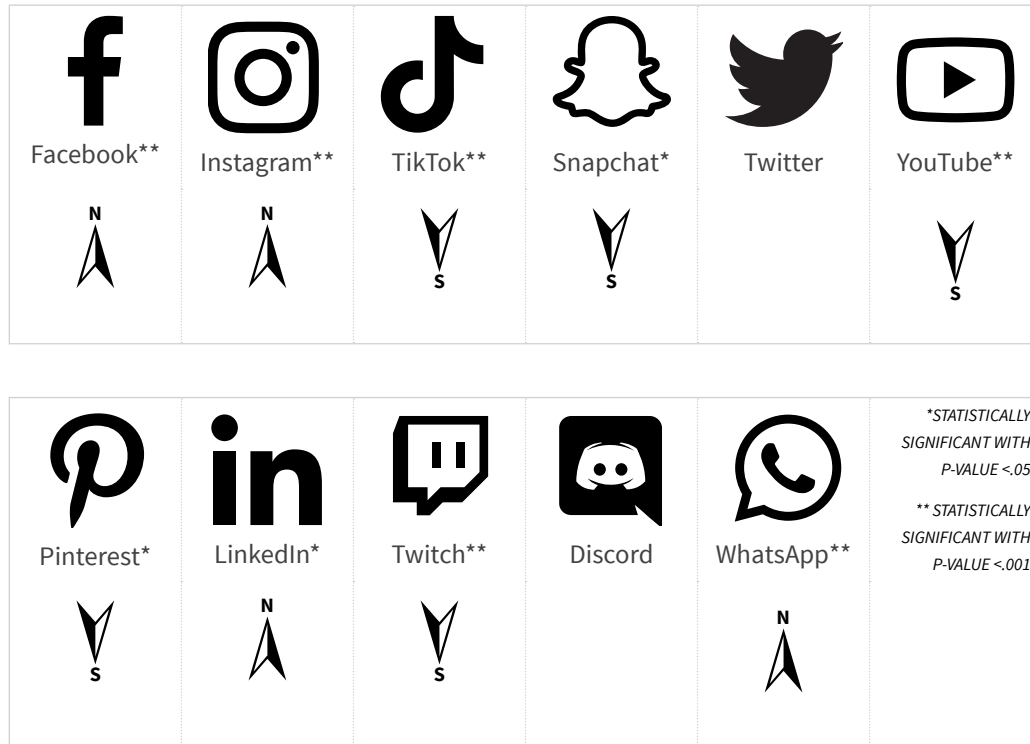 Facebook**
Instagram**
TikTok**
Snapchat*
Twitter
YouTube**
N
N
S
S
S
*STATISTICALLY
SIGNIFICANT WITH
P-VALUE <.05
** STATISTICALLY
SIGNIFICANT WITH
P-VALUE <.001
Pinterest*
LinkedIn*
Twitch**
Discord
WhatsApp**
S
N
S
N